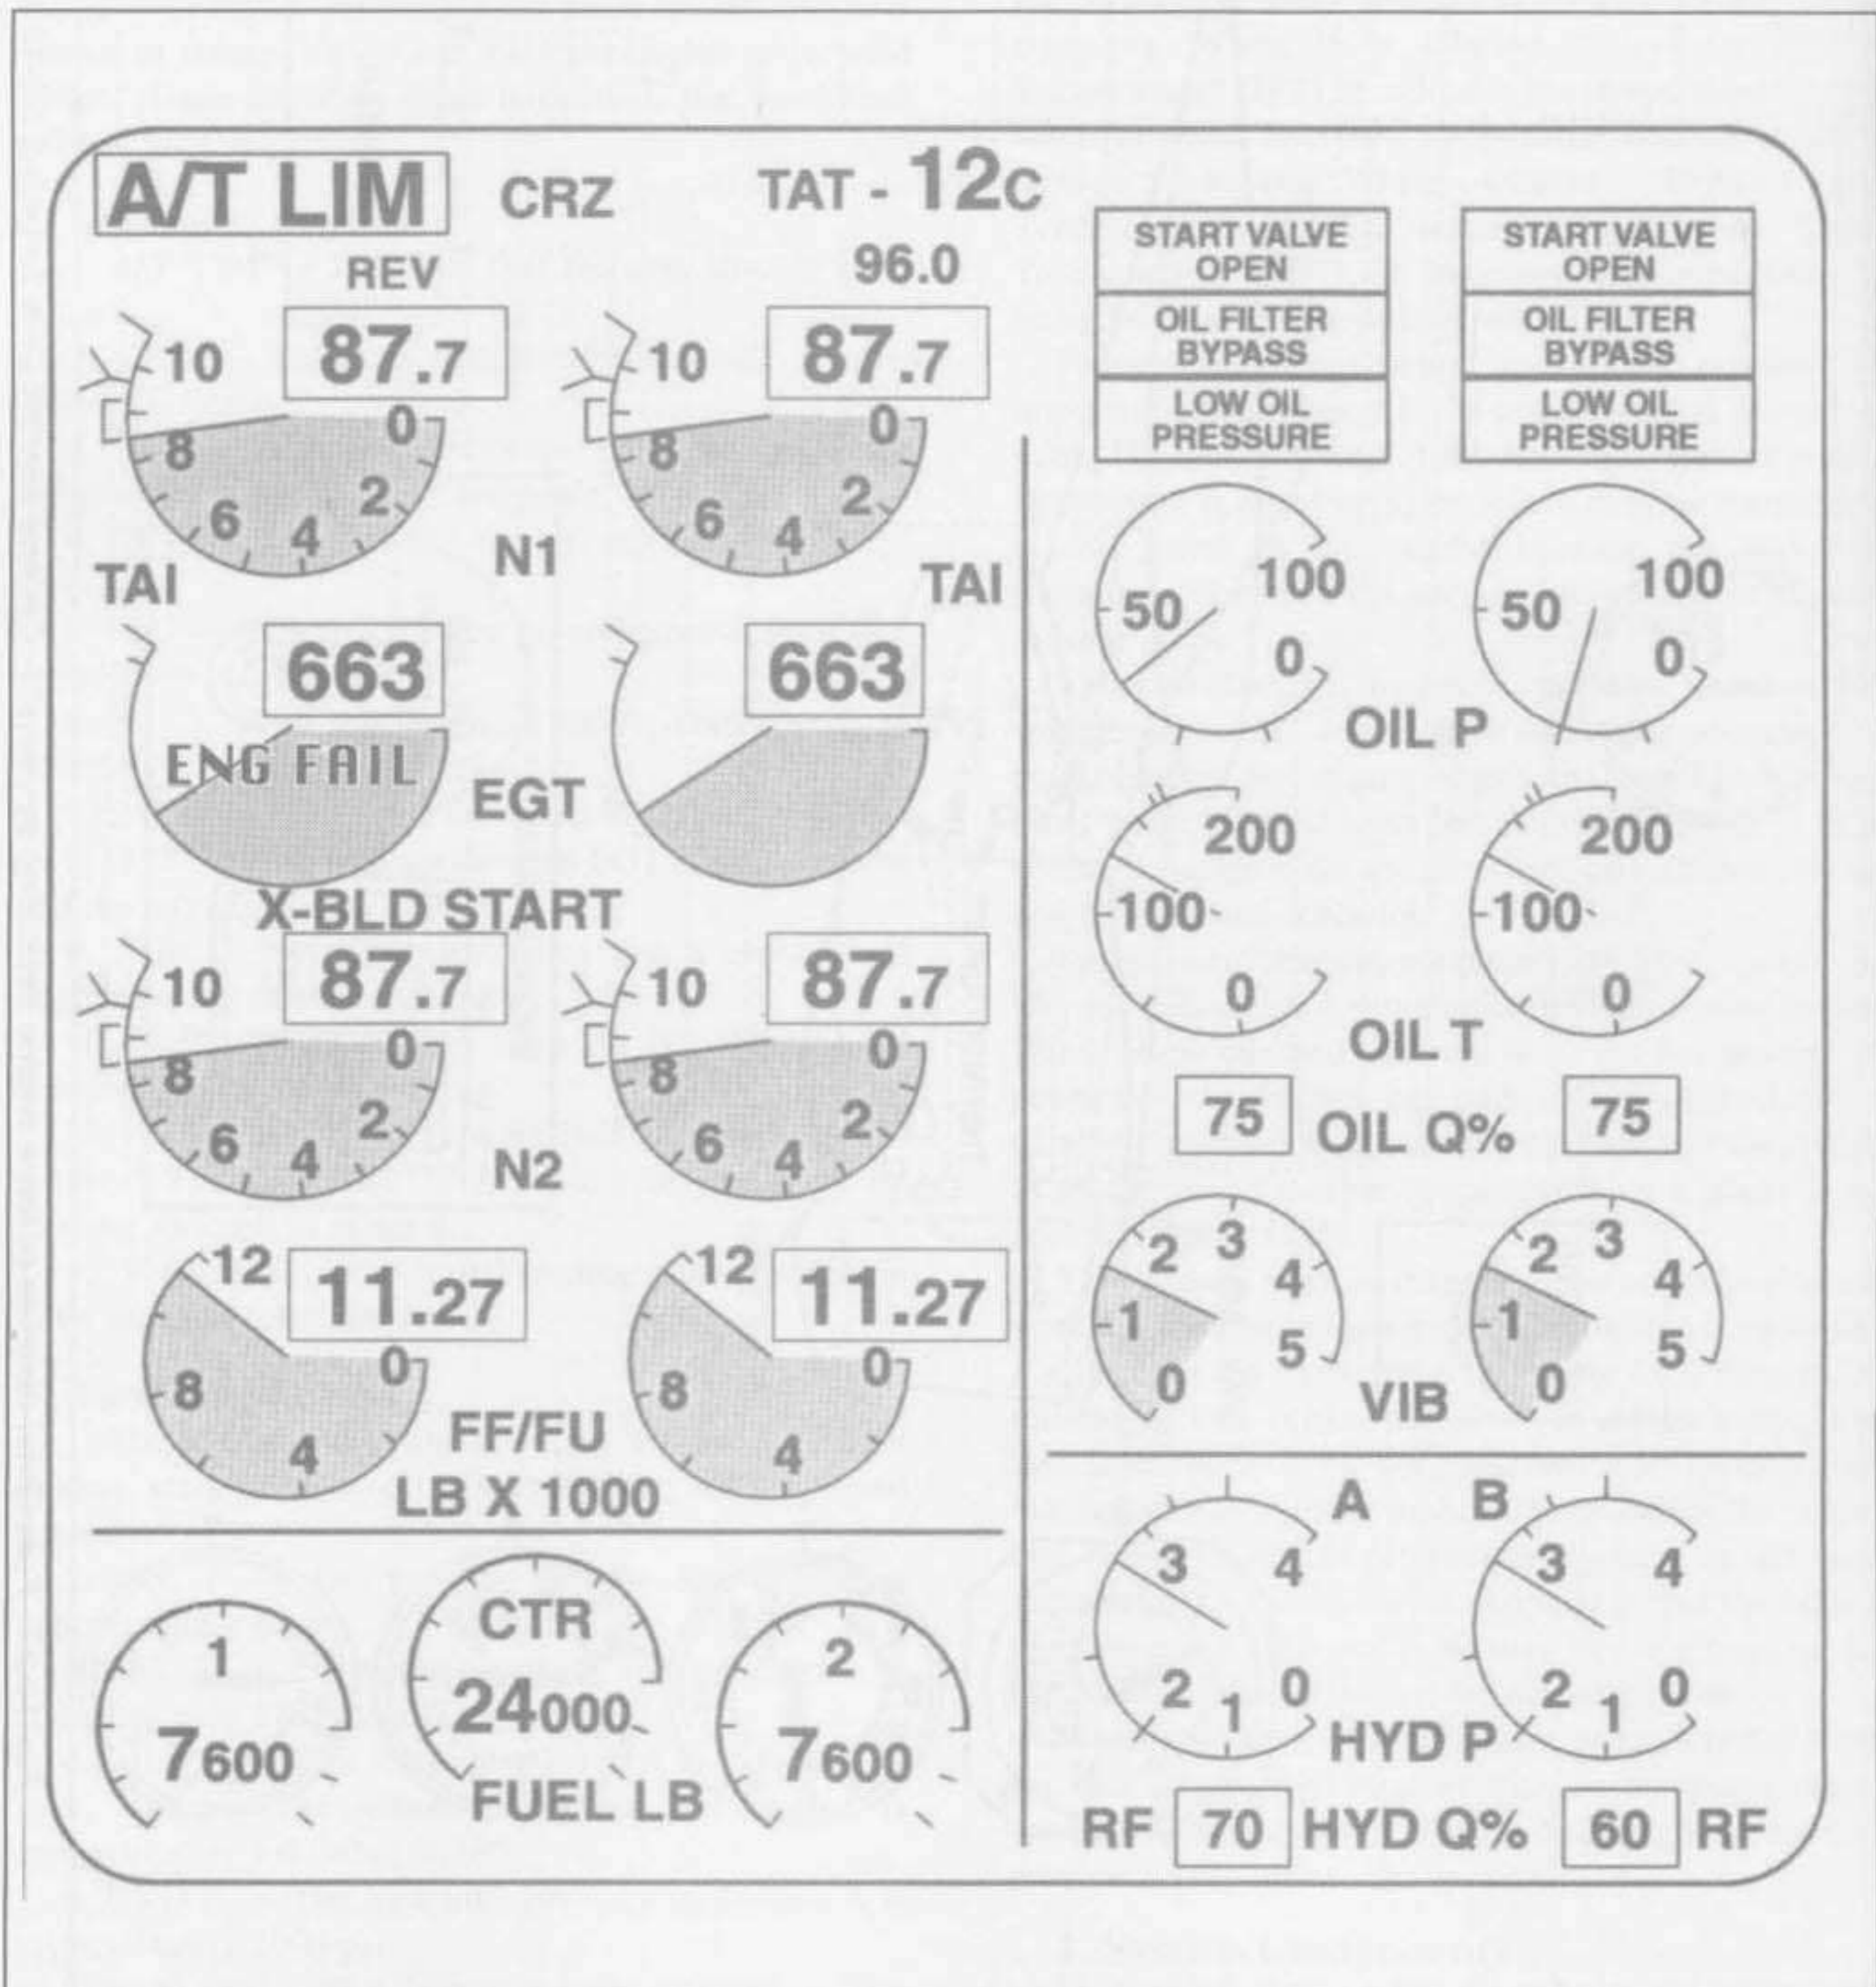 A/T LIM CRZ TAT - 12C
REV 96.0
10 87.7 10 87.7
0 0
8 8
6 4 2 6 4 2
N1
TAI TAI
663 663
ENG FAIL
EGT
X-BLD START
10 87.7 10 87.7
0 0
8 8
6 4 2 6 4 2
N2
12 11.27 12 11.27
0 0
8 8
4 4
FF/FU
LB X 1000
1 CTR 2
7600 24000 7600
FUEL LB
START VALVE OPEN START VALVE OPEN
OIL FILTER BYPASS OIL FILTER BYPASS
LOW OIL PRESSURE LOW OIL PRESSURE
50 100 50 100
0 0
OIL P
200 200
100 100
0 0
OIL T
75 OIL Q% 75
2 3 4 2 3 4
1 5 1 5
0 0
VIB
A B
3 4 3 4
2 1 0 2 1 0
HYD P
RF 70 HYD Q% 60 RF